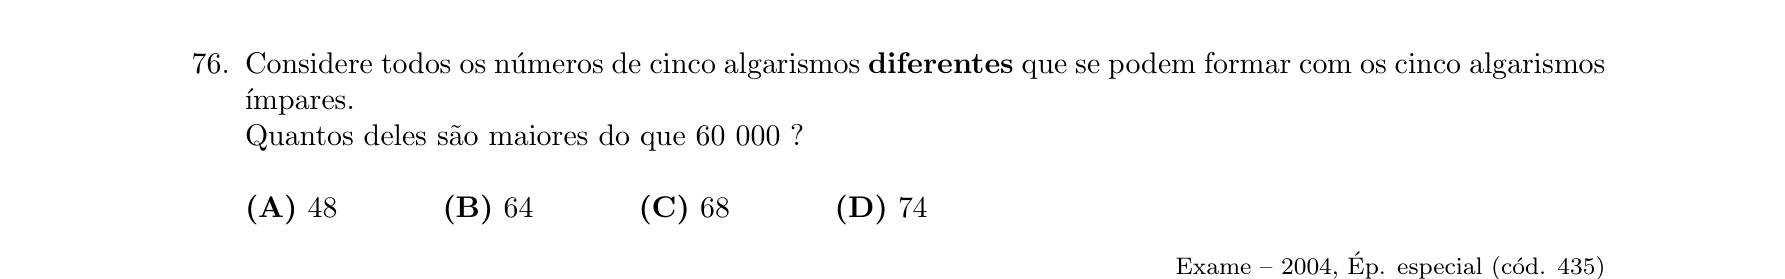 76. Considere todos os números de cinco algarismos diferentes que se podem formar com os cinco algarismos
ímpares.
Quantos deles são maiores do que 60 000 ?
(A) 48 (B) 64 (C) 68 (D) 74
Exame – 2004, Ép. especial (cód. 435)